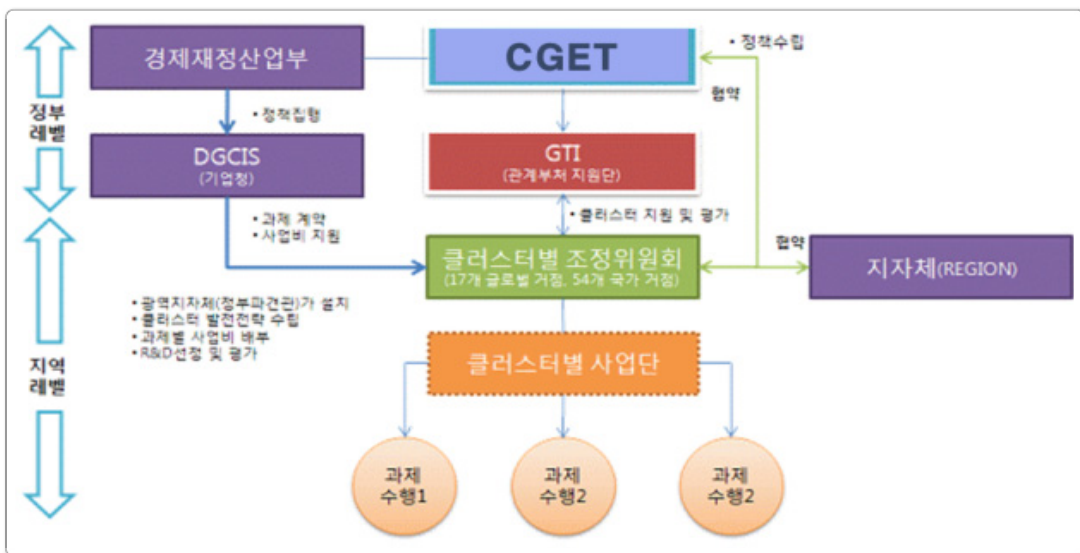 경제재정산업부
CGET
• 정책수립
협약
정부
레벨
• 정책집행
DGCIS
(기업청)
GTI
(관계부처 지원단)
• 과제 계약
• 사업비 지원
• 클러스터 지원 및 평가
클러스터별 조정위원회
(17개 글로벌 거점, 54개 국가 거점)
협약
지자체(REGION)
• 광역지자체(정부파견관)가 설치
• 클러스터 발전전략 수립
• 과제별 사업비 배부
• R&D선정 및 평가
지역
레벨
클러스터별 사업단
과제
수행1
과제
수행2
과제
수행2